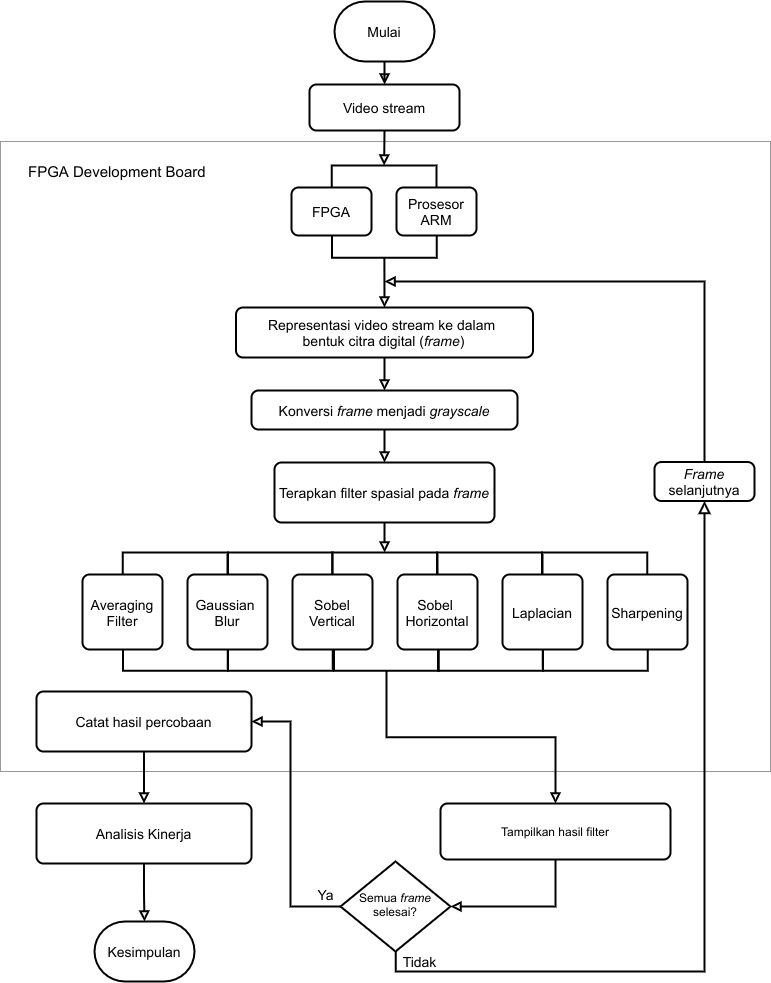 Mulai
Video stream
FPGA Development Board
FPGA
Prosesor
ARM
Representasi video stream ke dalam
bentuk citra digital (frame)
Konversi frame menjadi grayscale
Terapkan filter spasial pada frame
Frame
selanjutnya
Averaging
Filter
Gaussian
Blur
Sobel
Vertical
Sobel
Horizontal
Laplacian
Sharpening
Catat hasil percobaan
Analisis Kinerja
Tampilkan hasil filter
Ya
Semua frame
selesai?
Tidak
Kesimpulan